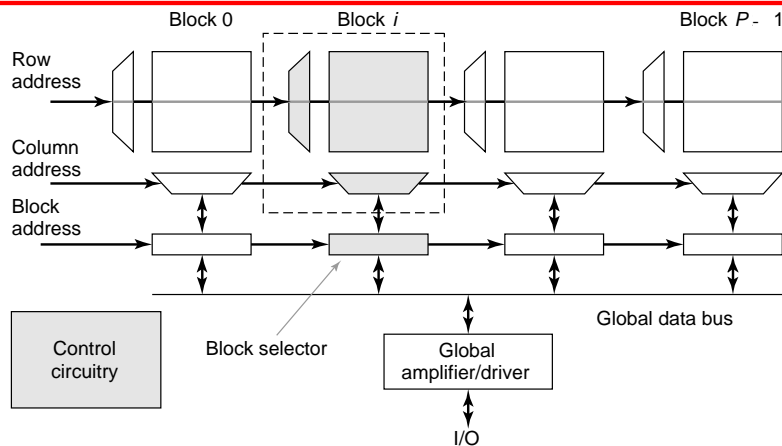 Block 0
Block i
Block P - 1
Row
address
Column
address
Block
address
Global data bus
Control
circuitry
Block selector
Global
amplifier/driver
I/O